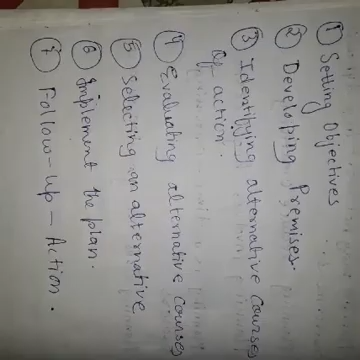 ① Setting Objectives
② Developing Premises.
③ Identifying alternative Courses
of action.
④ Evaluating alternative Courses
⑤ Selecting an alternative
⑥ Implement the plan.
⑦ Follow-up - Action.